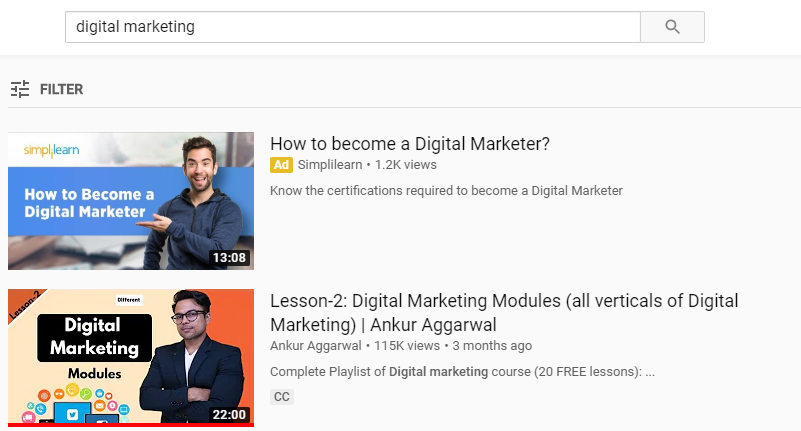 digital marketing
FILTER
simplilearn
How to Become a
Digital Marketer
13:08
How to become a Digital Marketer?
Ad Simplilearn • 1.2K views
Know the certifications required to become a Digital Marketer
Lesson-2
Different
Digital
Marketing
Modules
22:00
Lesson-2: Digital Marketing Modules (all verticals of Digital
Marketing) | Ankur Aggarwal
Ankur Aggarwal • 115K views • 3 months ago
Complete Playlist of Digital marketing course (20 FREE lessons): ...
CC